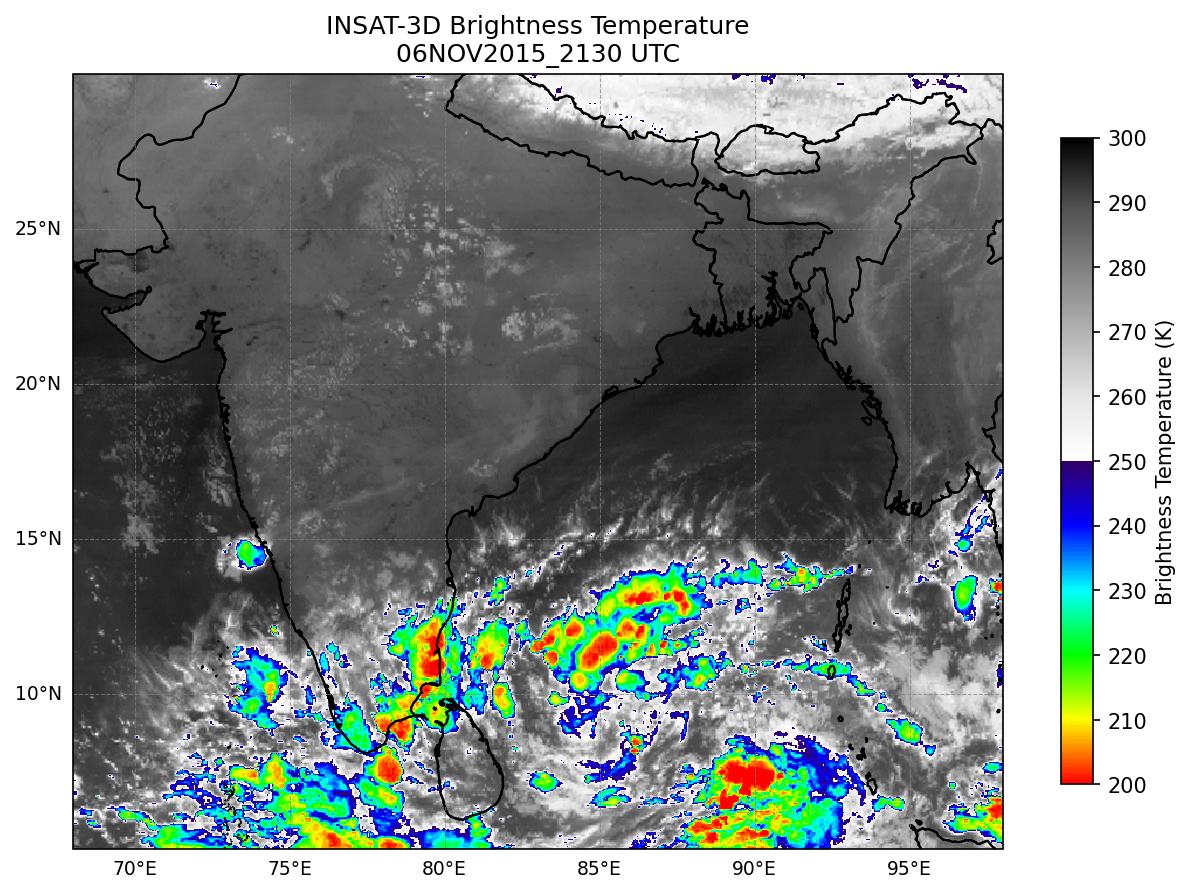 INSAT-3D Brightness Temperature
06NOV2015_2130 UTC
25°N
20°N
15°N
10°N
70°E
75°E
80°E
85°E
90°E
95°E
300
290
280
270
260
250
240
230
220
210
200
Brightness Temperature (K)